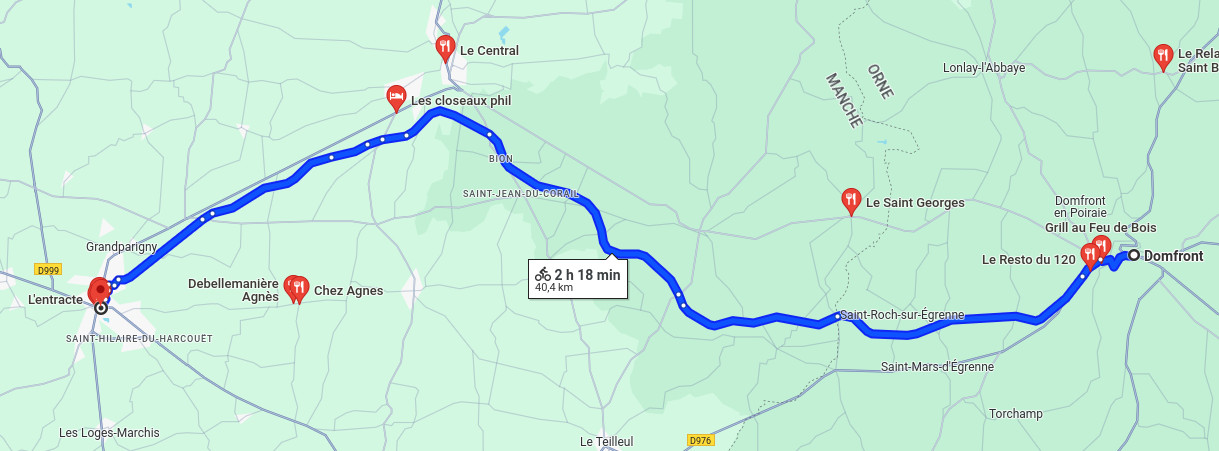 Le Central
Le Rela
Saint B
Lonlay-l'Abbaye
ORNE
MANCHE
Les closeaux phil
BION
SAINT-JEAN-DU-CORAIL
Le Saint Georges
Domfront
en Poiraie
Grill au Feu de Bois
Grandparigny
Le Resto du 120
Domfront
D999
2 h 18 min
40,4 km
Debellemanière
Agnès
Chez Agnes
L'entracte
Saint-Roch-sur-Égrenne
SAINT-HILAIRE-DU-HARCOUËT
Saint-Mars-d'Égrenne
Torchamp
Les Loges-Marchis
Le Teilleul
D976